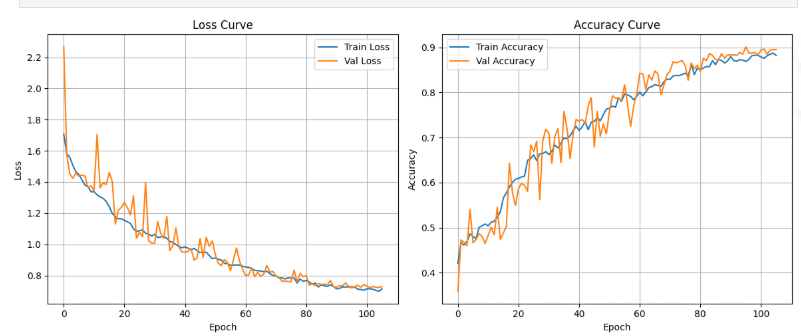 Loss Curve
Train Loss
Val Loss
2.2
2.0
1.8
1.6
1.4
1.2
1.0
0.8
Loss
0 20 40 60 80 100
Epoch
Accuracy Curve
Train Accuracy
Val Accuracy
0.9
0.8
0.7
0.6
0.5
0.4
Accuracy
0 20 40 60 80 100
Epoch